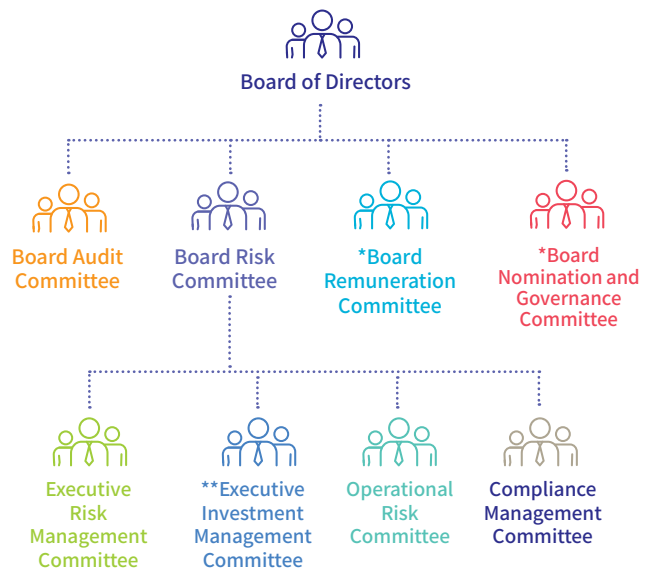 Board of Directors
Board Audit
Committee
Board Risk
Committee
*Board
Remuneration
Committee
*Board
Nomination and
Governance
Committee
Executive
Risk
Management
Committee
**Executive
Investment
Management
Committee
Operational
Risk
Committee
Compliance
Management
Committee